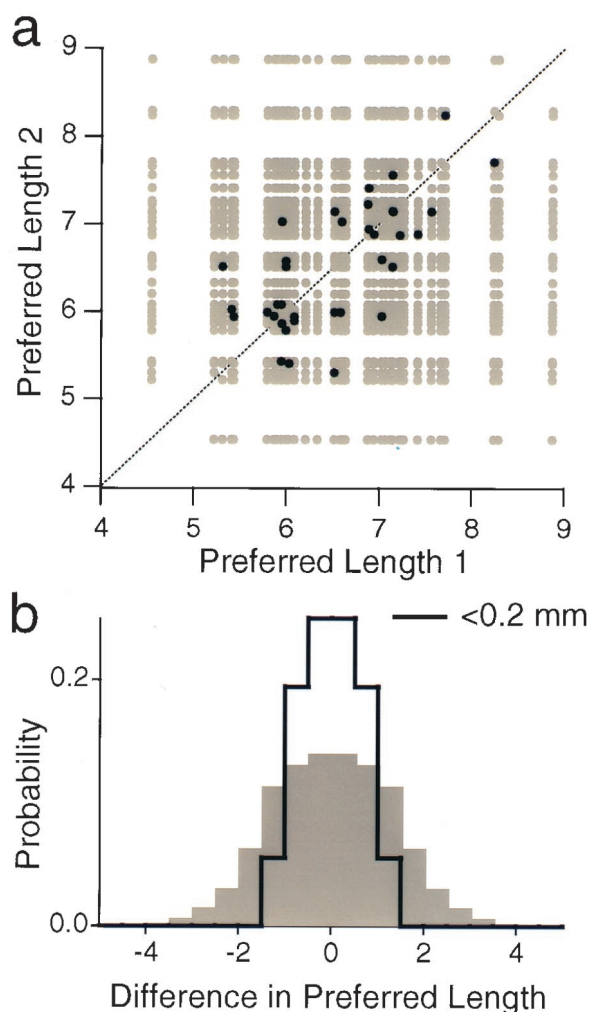 a
9
8
7
6
5
4
Preferred Length 2
4 5 6 7 8 9
Preferred Length 1
b
<0.2 mm
0.2
0.0
Probability
-4 -2 0 2 4
Difference in Preferred Length